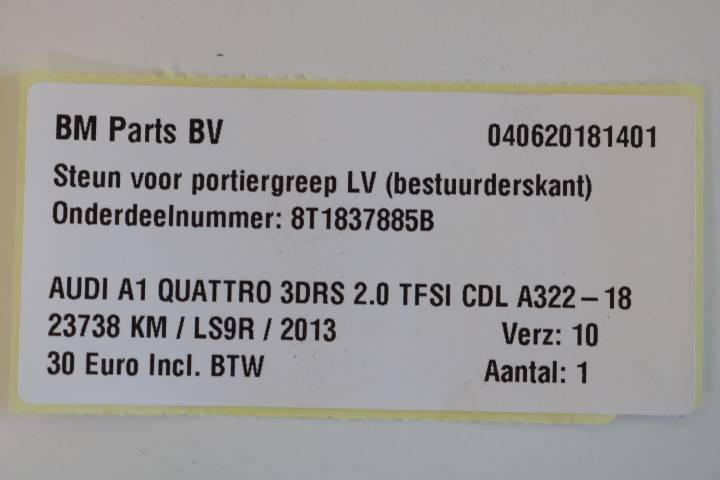 BM Parts BV 040620181401
Steun voor portiergreep LV (bestuurderskant)
Onderdeelnummer: 8T1837885B
AUDI A1 QUATTRO 3DRS 2.0 TFSI CDL A322-18
23738 KM / LS9R / 2013 Verz: 10
30 Euro Incl. BTW Aantal: 1